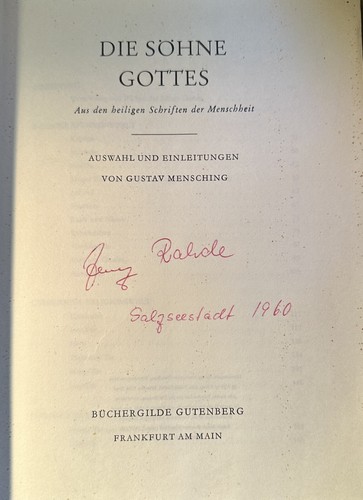 DIE SÖHNE
GOTTES
Aus den heiligen Schriften der Menschheit
AUSWAHL UND EINLEITUNGEN
VON GUSTAV MENSCHING
Rahde
Salzseestadt 1960
BÜCHERGILDE GUTENBERG
FRANKFURT AM MAIN